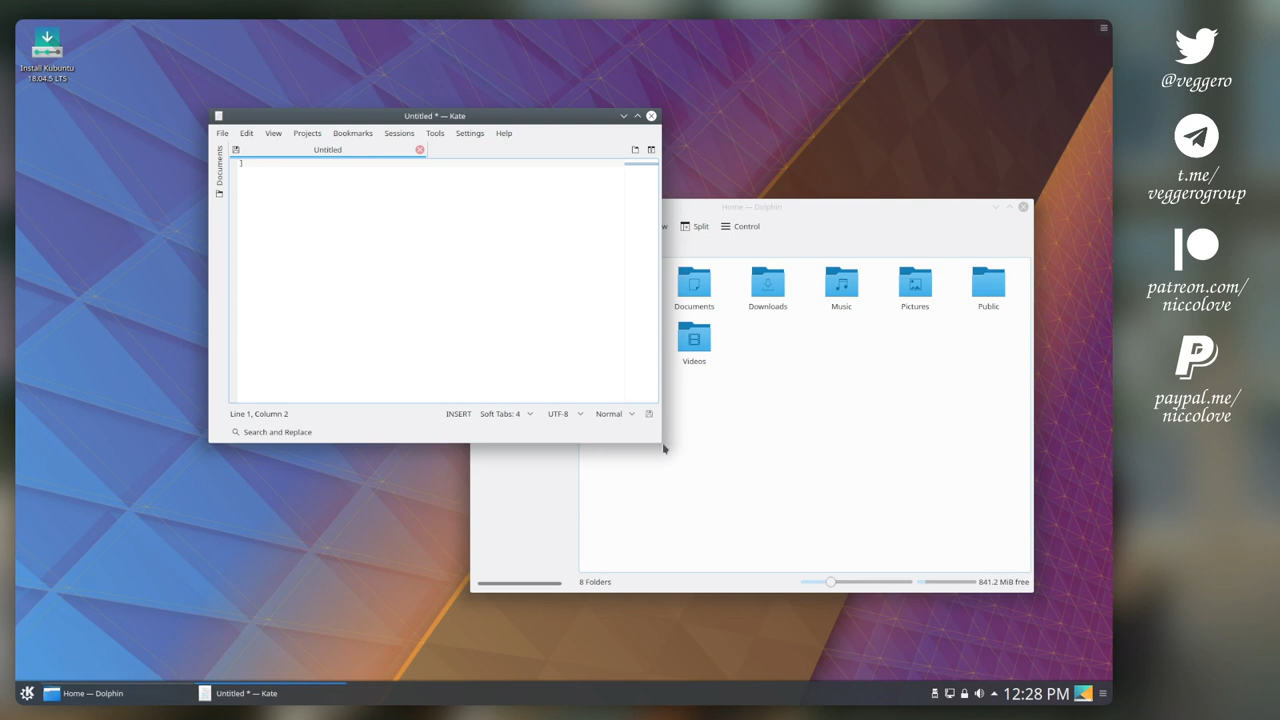 Install Kubuntu
18.04.5 LTS
Untitled * — Kate
File Edit View Projects Bookmarks Sessions Tools Settings Help
Documents
Untitled
]
Line 1, Column 2 INSERT Soft Tabs: 4 UTF-8 Normal
Search and Replace
Home — Dolphin
Split Control
Documents Downloads Music Pictures Public
Videos
8 Folders 841.2 MiB free
Home — Dolphin Untitled * — Kate 12:28 PM
@veggero
t.me/
veggerogroup
patreon.com/
niccolove
paypal.me/
niccolove